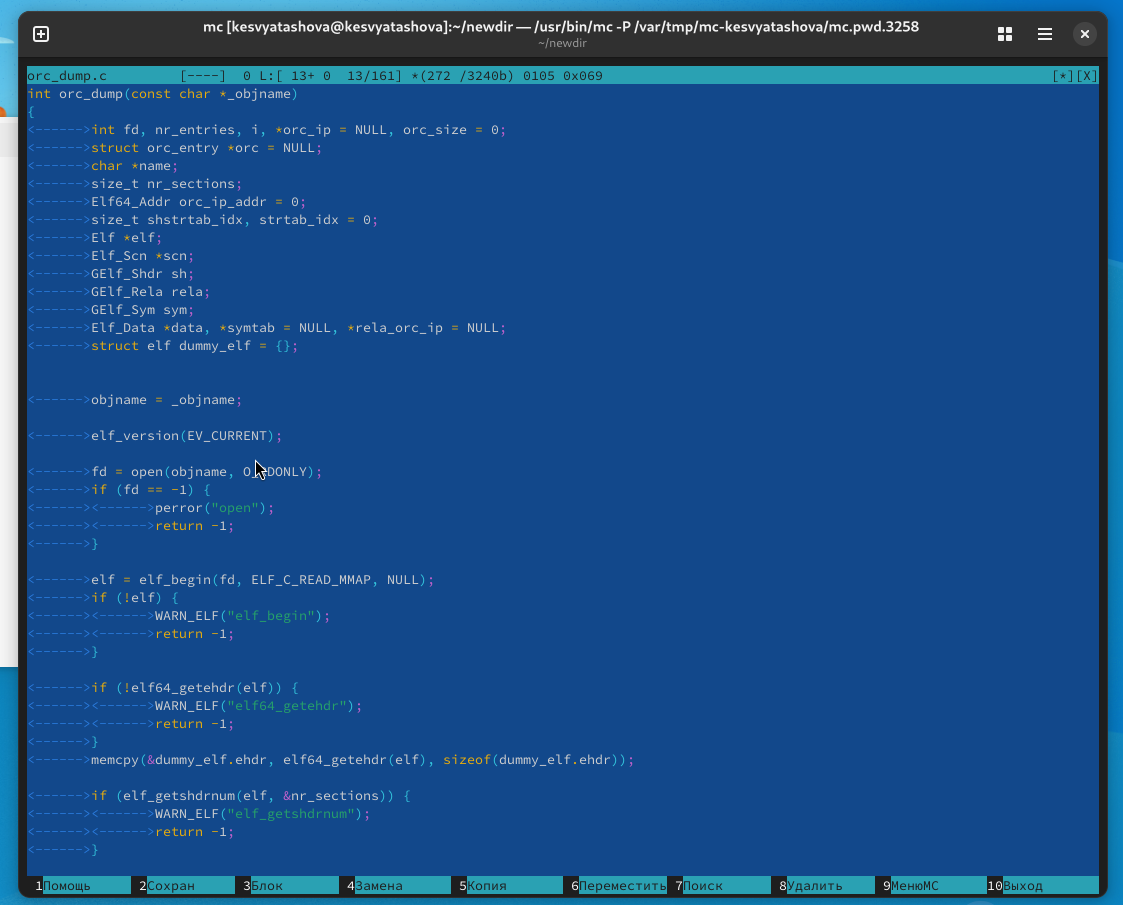 mc [kesvyatashova@kesvyatashova]:~/newdir — /usr/bin/mc -P /var/tmp/mc-kesvyatashova/mc.pwd.3258
~/newdir
orc_dump.c [----] 0 L:[ 13+ 0 13/161] *(272 /3240b) 0105 0x069 [*][X]
int orc_dump(const char *_objname)
{
<------>int fd, nr_entries, i, *orc_ip = NULL, orc_size = 0;
<------>struct orc_entry *orc = NULL;
<------>char *name;
<------>size_t nr_sections;
<------>Elf64_Addr orc_ip_addr = 0;
<------>size_t shstrtab_idx, strtab_idx = 0;
<------>Elf *elf;
<------>Elf_Scn *scn;
<------>GElf_Shdr sh;
<------>GElf_Rela rela;
<------>GElf_Sym sym;
<------>Elf_Data *data, *symtab = NULL, *rela_orc_ip = NULL;
<------>struct elf dummy_elf = {};
<------>objname = _objname;
<------>elf_version(EV_CURRENT);
<------>fd = open(objname, O_RDONLY);
<------>if (fd == -1) {
<------><------>perror("open");
<------><------>return -1;
<------>}
<------>elf = elf_begin(fd, ELF_C_READ_MMAP, NULL);
<------>if (!elf) {
<------><------>WARN_ELF("elf_begin");
<------><------>return -1;
<------>}
<------>if (!elf64_getehdr(elf)) {
<------><------>WARN_ELF("elf64_getehdr");
<------><------>return -1;
<------>}
<------>memcpy(&dummy_elf.ehdr, elf64_getehdr(elf), sizeof(dummy_elf.ehdr));
<------>if (elf_getshdrnum(elf, &nr_sections)) {
<------><------>WARN_ELF("elf_getshdrnum");
<------><------>return -1;
<------>}
1Помощь 2Сохран 3Блок 4Замена 5Копия 6Переместить 7Поиск 8Удалить 9МенюМС 10Выход